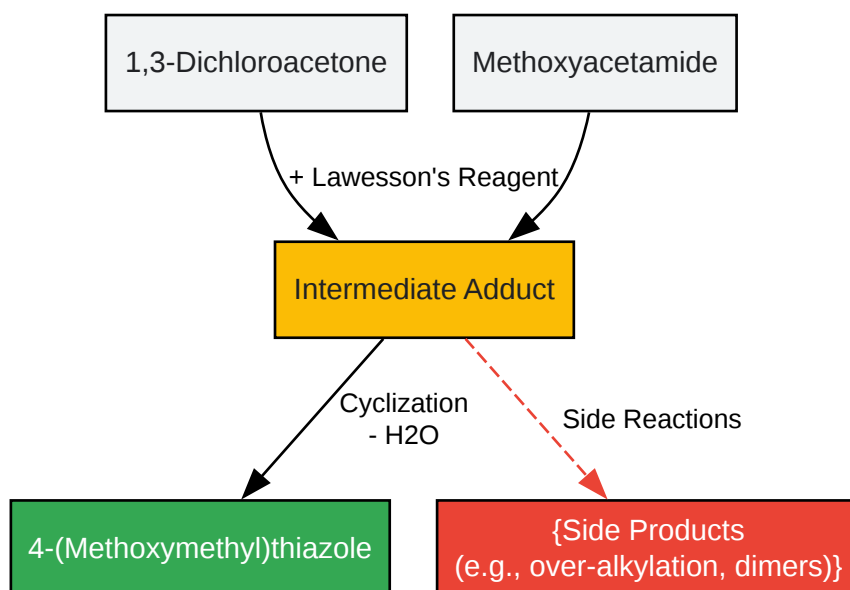 1,3-Dichloroacetone
Methoxyacetamide
+ Lawesson's Reagent
Intermediate Adduct
Cyclization
- H2O
Side Reactions
4-(Methoxymethyl)thiazole
{Side Products
(e.g., over-alkylation, dimers)}